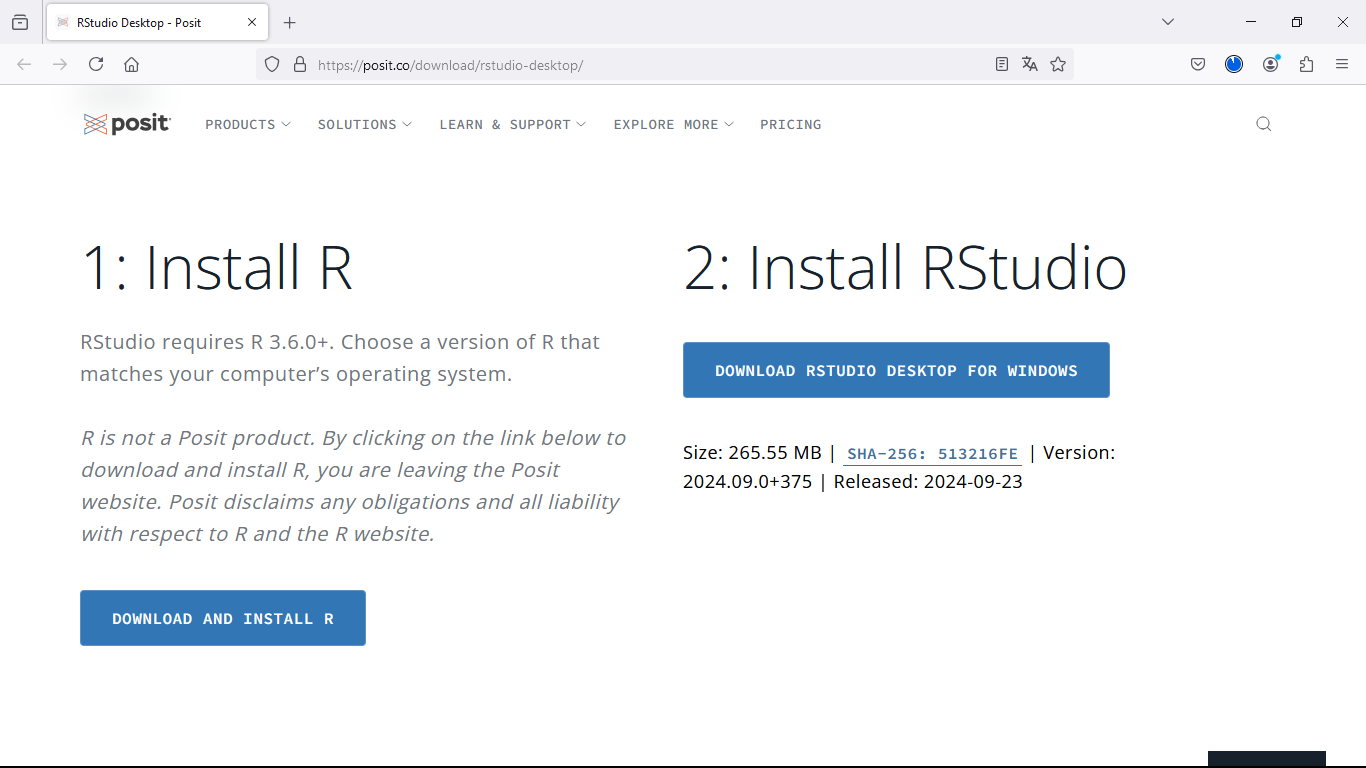 RStudio Desktop - Posit
https://posit.co/download/rstudio-desktop/
posit
PRODUCTS
SOLUTIONS
LEARN & SUPPORT
EXPLORE MORE
PRICING
1: Install R
RStudio requires R 3.6.0+. Choose a version of R that
matches your computer’s operating system.
R is not a Posit product. By clicking on the link below to
download and install R, you are leaving the Posit
website. Posit disclaims any obligations and all liability
with respect to R and the R website.
DOWNLOAD AND INSTALL R
2: Install RStudio
DOWNLOAD RSTUDIO DESKTOP FOR WINDOWS
Size: 265.55 MB | SHA-256: 513216FE | Version:
2024.09.0+375 | Released: 2024-09-23